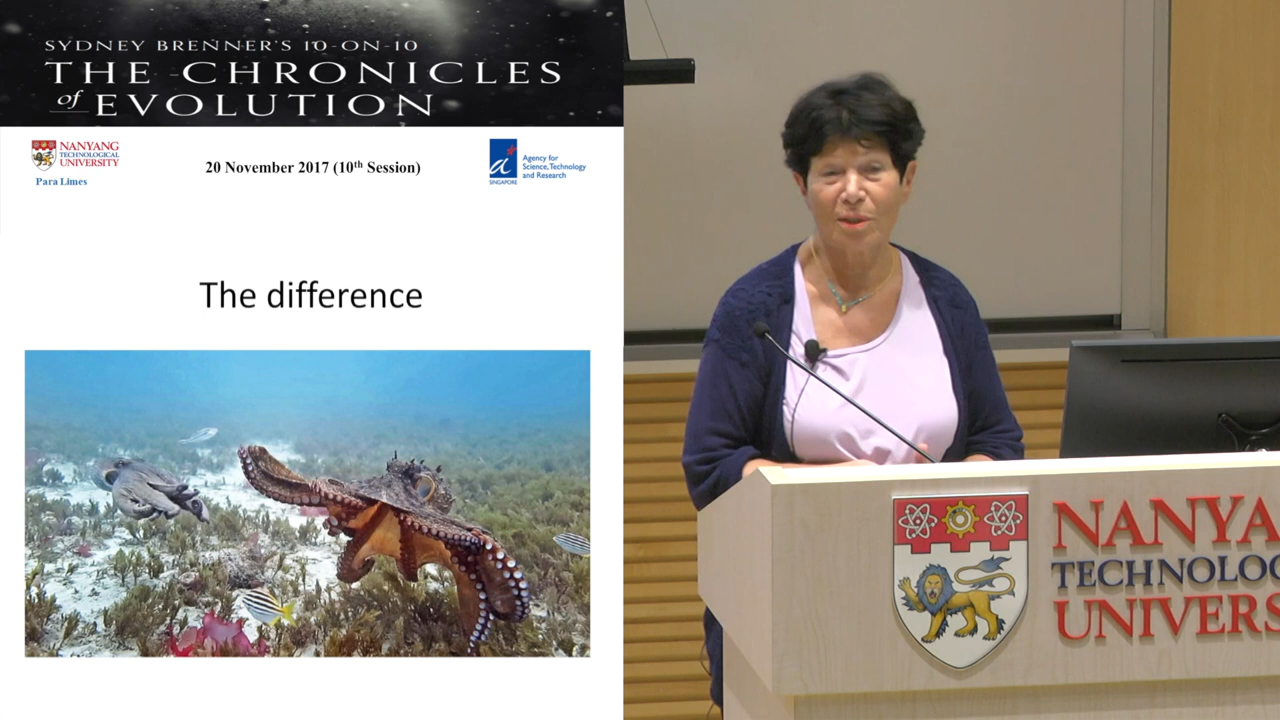 SYDNEY BRENNER'S 10-ON-10
THE CHRONICLES
of EVOLUTION
NANYANG
TECHNOLOGICAL
UNIVERSITY
Para Limes
20 November 2017 (10th Session)
a
SINGAPORE
Agency for
Science, Technology
and Research
The difference
NANYA
TECHNOLO
UNIVERS